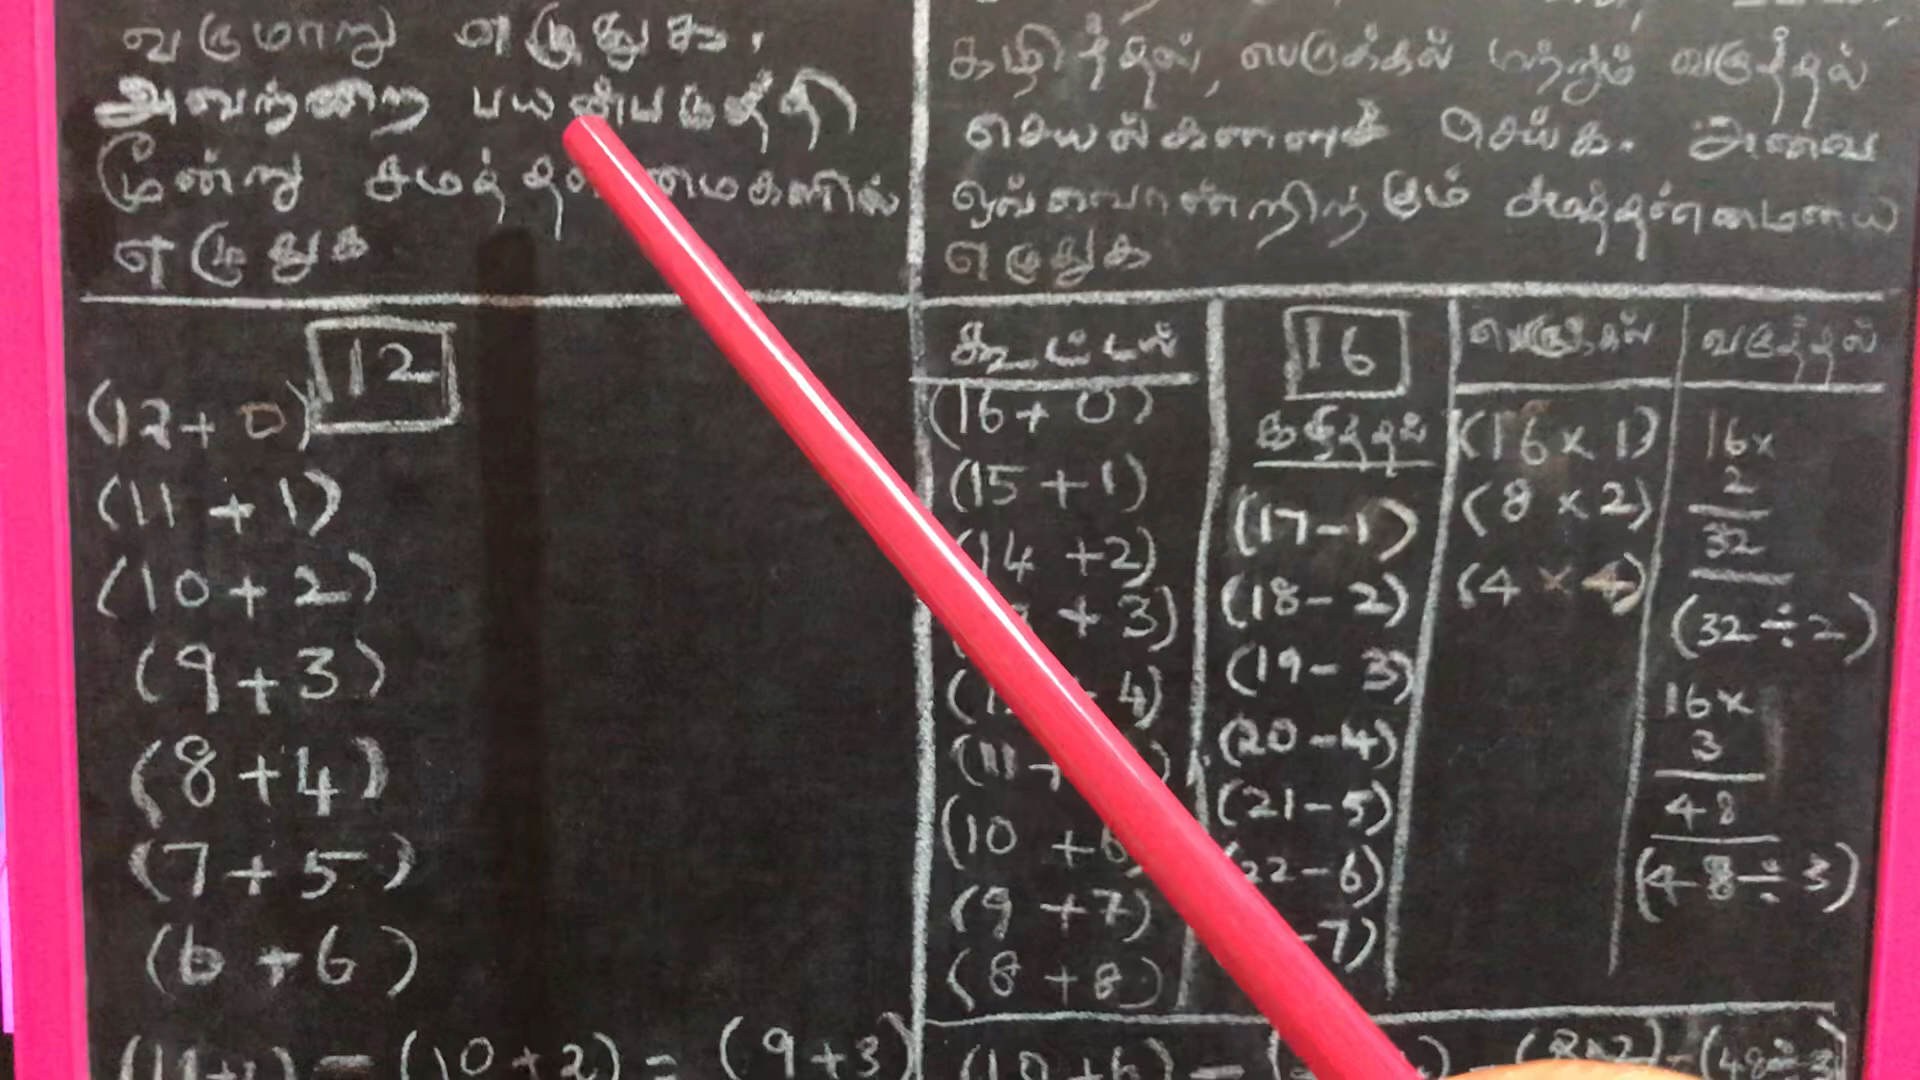 வருமாறு எழுதுக.
அவற்றை பயன்படுத்தி
மூன்று சமத்
எழுதுக
12
(12+0)
(11+1)
(10+2)
(9+3)
(8+4)
(7+5)
(6+6)
(10+2) = (9+3)
கழித்தல், பெருக்கல் மற்றும் வகுத்தல்
செயல்களைச் செய்க. அவை
ஒவ்வொன்றிற்கும் சமத்தன்மையை
எழுதுக
கூட்டல்
(16+0)
(15+1)
14 +2)
+ 3)
4)
(11
(10 +6
(9 +7)
(8 +8)
16
கழித்தல்
(17-1)
(18-2)
(19-3)
(20-4)
(21-5)
22-6)
-7)
பெருக்கல்
(16×1)
(8×2)
(4×4)
வகுத்தல்
16×
2
32
(32÷2)
16×
3
48
(48÷3)